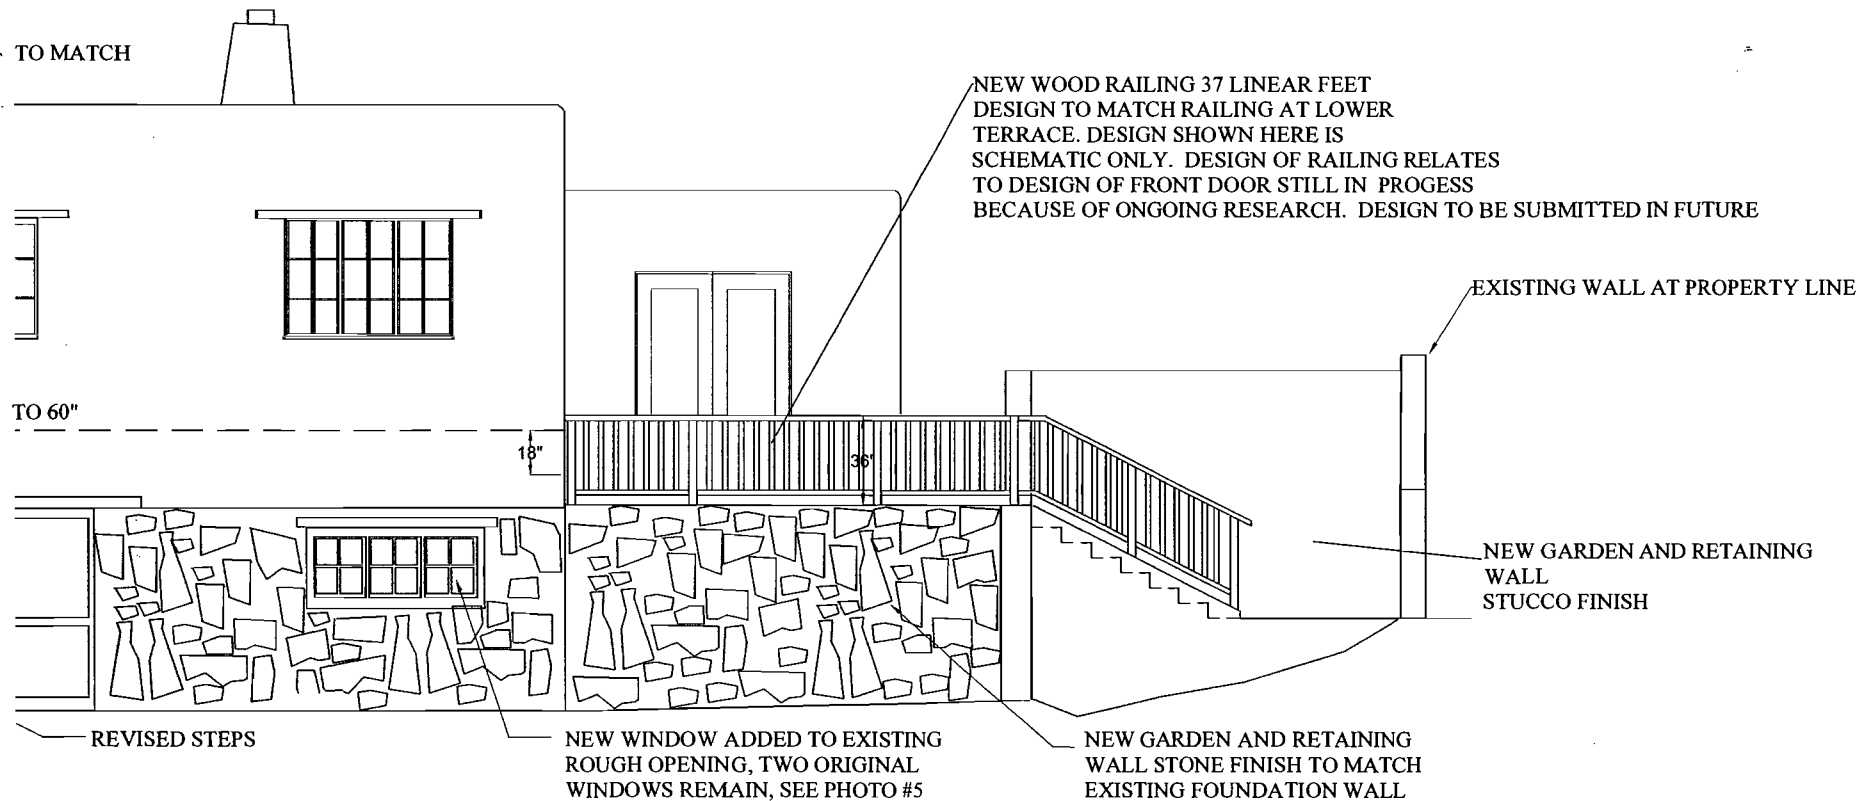 TO MATCH
NEW WOOD RAILING 37 LINEAR FEET
DESIGN TO MATCH RAILING AT LOWER
TERRACE. DESIGN SHOWN HERE IS
SCHEMATIC ONLY. DESIGN OF RAILING RELATES
TO DESIGN OF FRONT DOOR STILL IN PROGESS
BECAUSE OF ONGOING RESEARCH. DESIGN TO BE SUBMITTED IN FUTURE
EXISTING WALL AT PROPERTY LINE
TO 60"
18"
36"
NEW GARDEN AND RETAINING
WALL
STUCCO FINISH
REVISED STEPS
NEW WINDOW ADDED TO EXISTING
ROUGH OPENING, TWO ORIGINAL
WINDOWS REMAIN, SEE PHOTO #5
NEW GARDEN AND RETAINING
WALL STONE FINISH TO MATCH
EXISTING FOUNDATION WALL